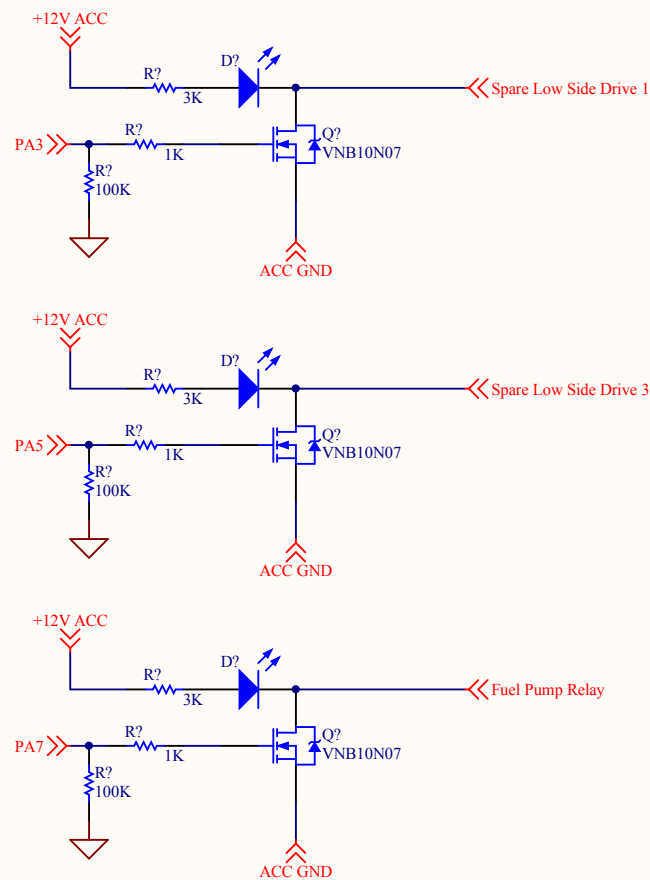 +12V ACC
D?
R?
3K
Spare Low Side Drive 1
PA3
R?
1K
Q?
VNB10N07
R?
100K
ACC GND
+12V ACC
D?
R?
3K
Spare Low Side Drive 3
PA5
R?
1K
Q?
VNB10N07
R?
100K
ACC GND
+12V ACC
D?
R?
3K
Fuel Pump Relay
PA7
R?
1K
Q?
VNB10N07
R?
100K
ACC GND